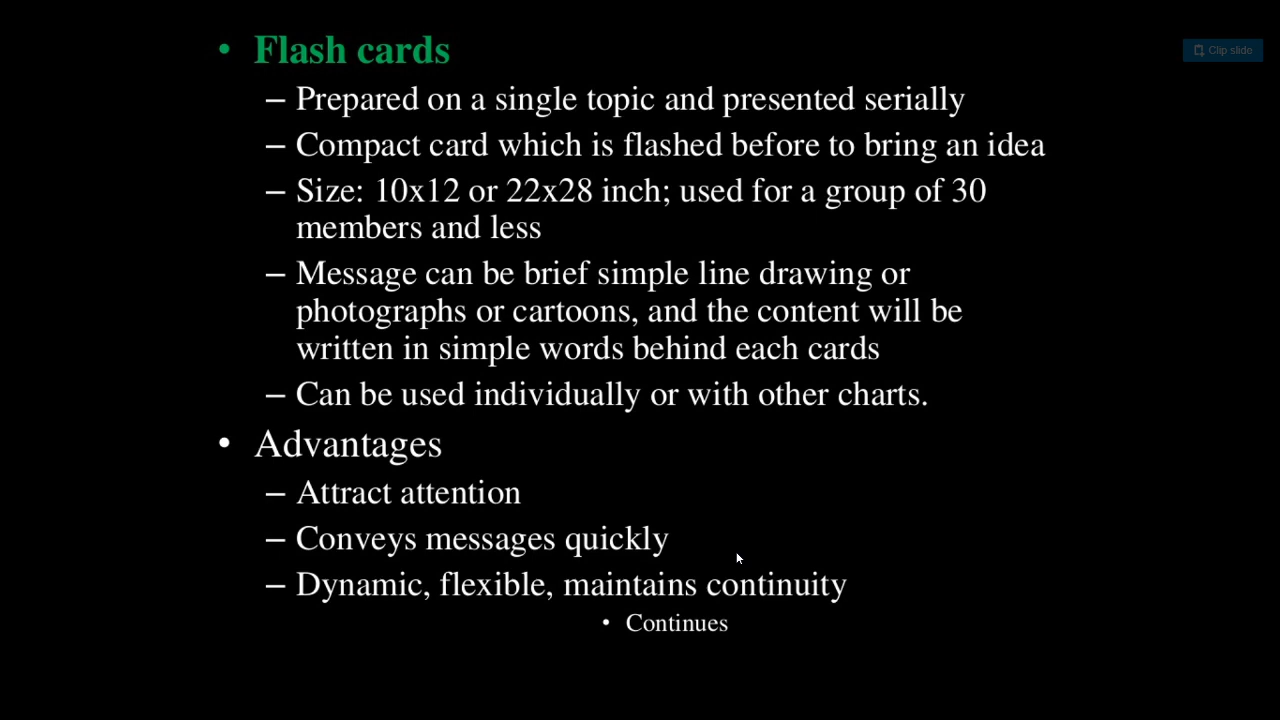 • Flash cards
Clip slide
– Prepared on a single topic and presented serially
– Compact card which is flashed before to bring an idea
– Size: 10x12 or 22x28 inch; used for a group of 30
members and less
– Message can be brief simple line drawing or
photographs or cartoons, and the content will be
written in simple words behind each cards
– Can be used individually or with other charts.
• Advantages
– Attract attention
– Conveys messages quickly
– Dynamic, flexible, maintains continuity
• Continues